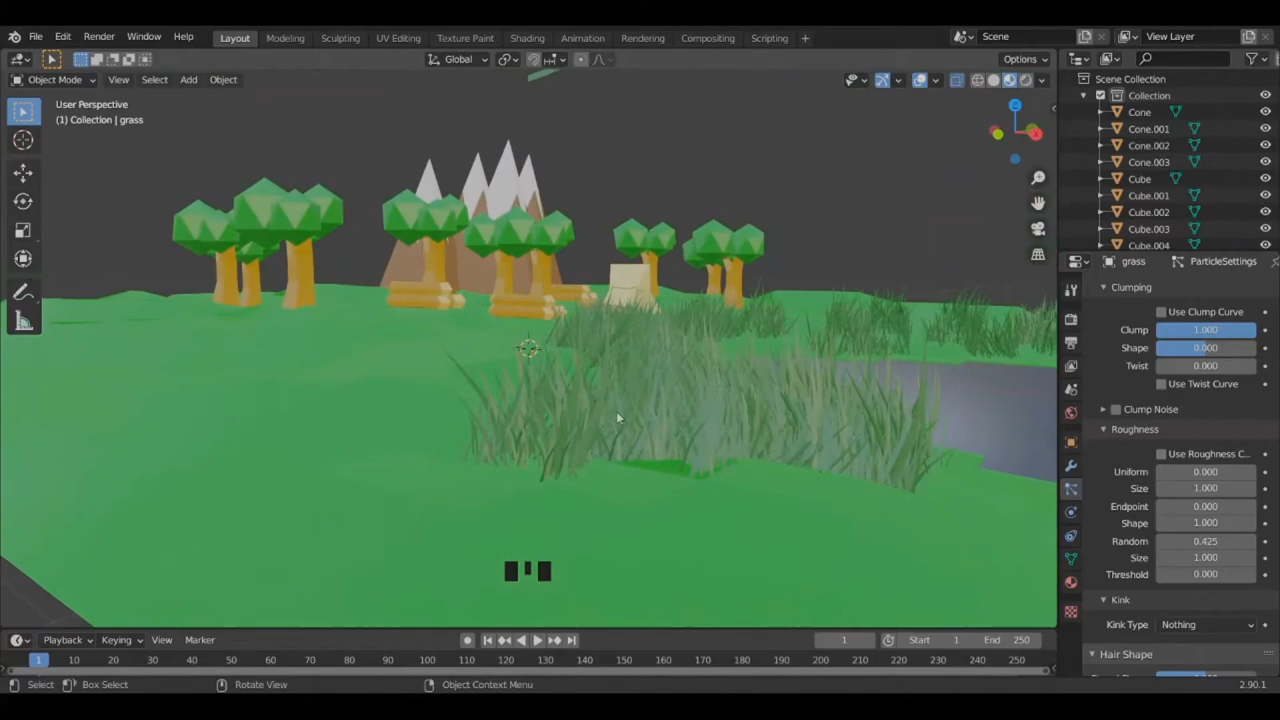 File Edit Render Window Help Layout Modeling Sculpting UV Editing Texture Paint Shading Animation Rendering Compositing Scripting + Scene View Layer
Global Options
Object Mode View Select Add Object
Scene Collection
Collection
User Perspective
(1) Collection | grass
Z
X
Cone
Cone.001
Cone.002
Cone.003
Cube
Cube.001
Cube.002
Cube.003
Cube.004
grass ParticleSettings
Clumping
Use Clump Curve
Clump 1.000
Shape 0.000
Twist 0.000
Use Twist Curve
Clump Noise
Roughness
Use Roughness C...
Uniform 0.000
Size 1.000
Endpoint 0.000
Shape 1.000
Random 0.425
Size 1.000
Threshold 0.000
Kink
Kink Type Nothing
Hair Shape
Playback Keying View Marker 1 Start 1 End 250
1 10 20 30 40 50 60 70 80 90 100 110 120 130 140 150 160 170 180 190 200 210 220 230 240 250
Select Box Select Rotate View Object Context Menu 2.90.1